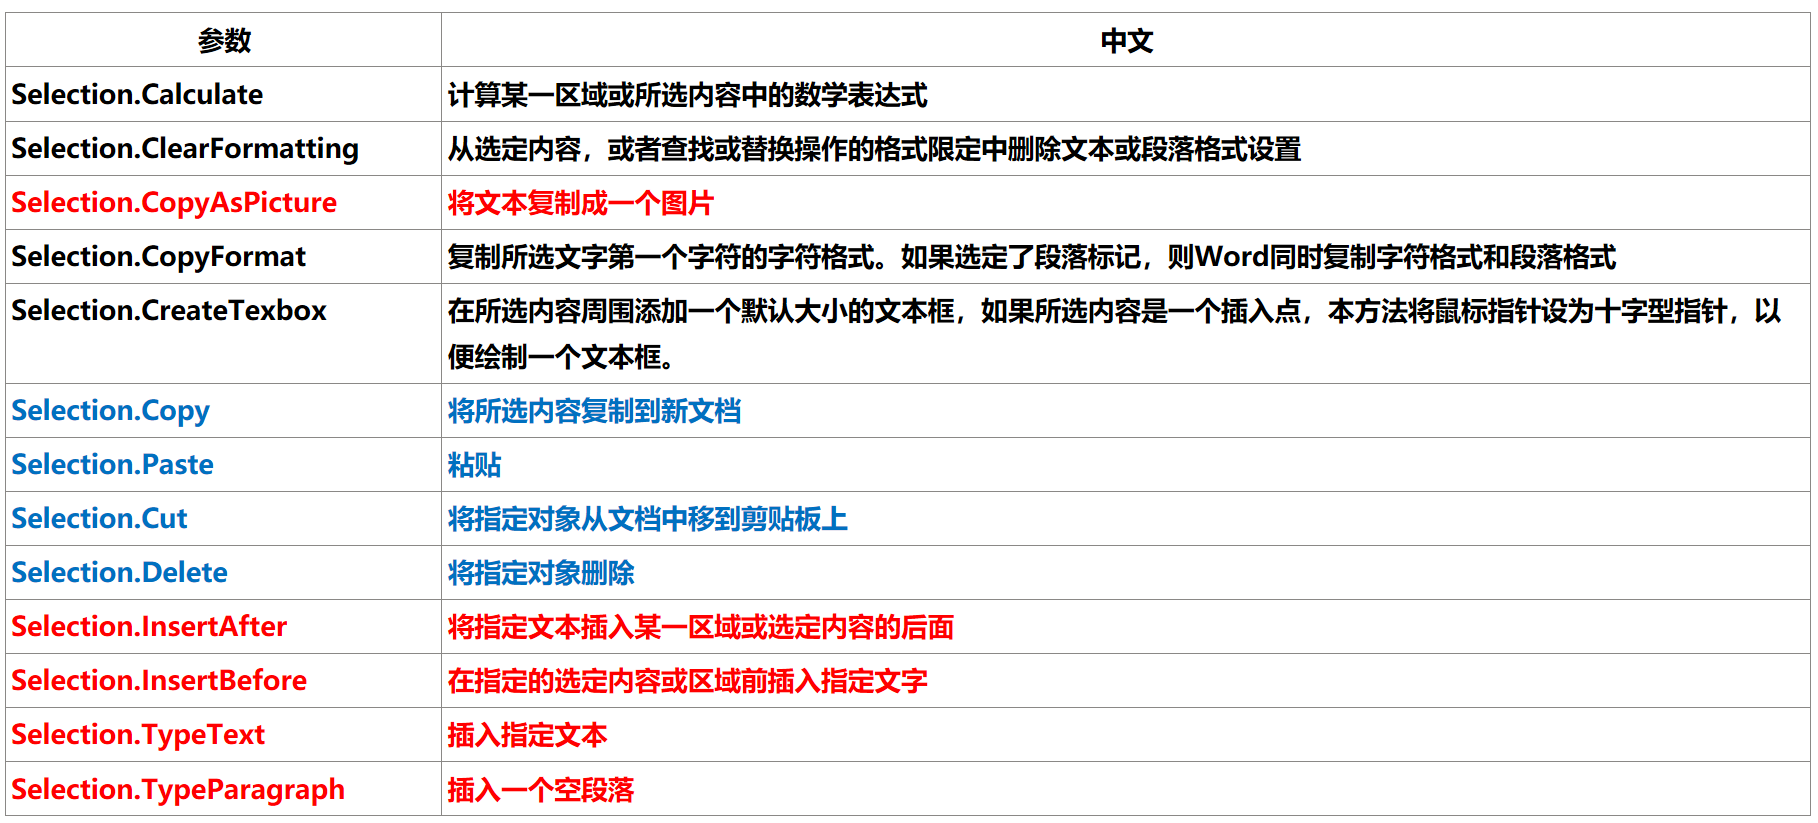 参数 中文
Selection.Calculate 计算某一区域或所选内容中的数学表达式
Selection.ClearFormatting 从选定内容，或者查找或替换操作的格式限定中删除文本或段落格式设置
Selection.CopyAsPicture 将文本复制成一个图片
Selection.CopyFormat 复制所选文字第一个字符的字符格式。如果选定了段落标记，则Word同时复制字符格式和段落格式
Selection.CreateTexbox 在所选内容周围添加一个默认大小的文本框，如果所选内容是一个插入点，本方法将鼠标指针设为十字型指针，以
便绘制一个文本框。
Selection.Copy 将所选内容复制到新文档
Selection.Paste 粘贴
Selection.Cut 将指定对象从文档中移到剪贴板上
Selection.Delete 将指定对象删除
Selection.InsertAfter 将指定文本插入某一区域或选定内容的后面
Selection.InsertBefore 在指定的选定内容或区域前插入指定文字
Selection.TypeText 插入指定文本
Selection.TypeParagraph 插入一个空段落